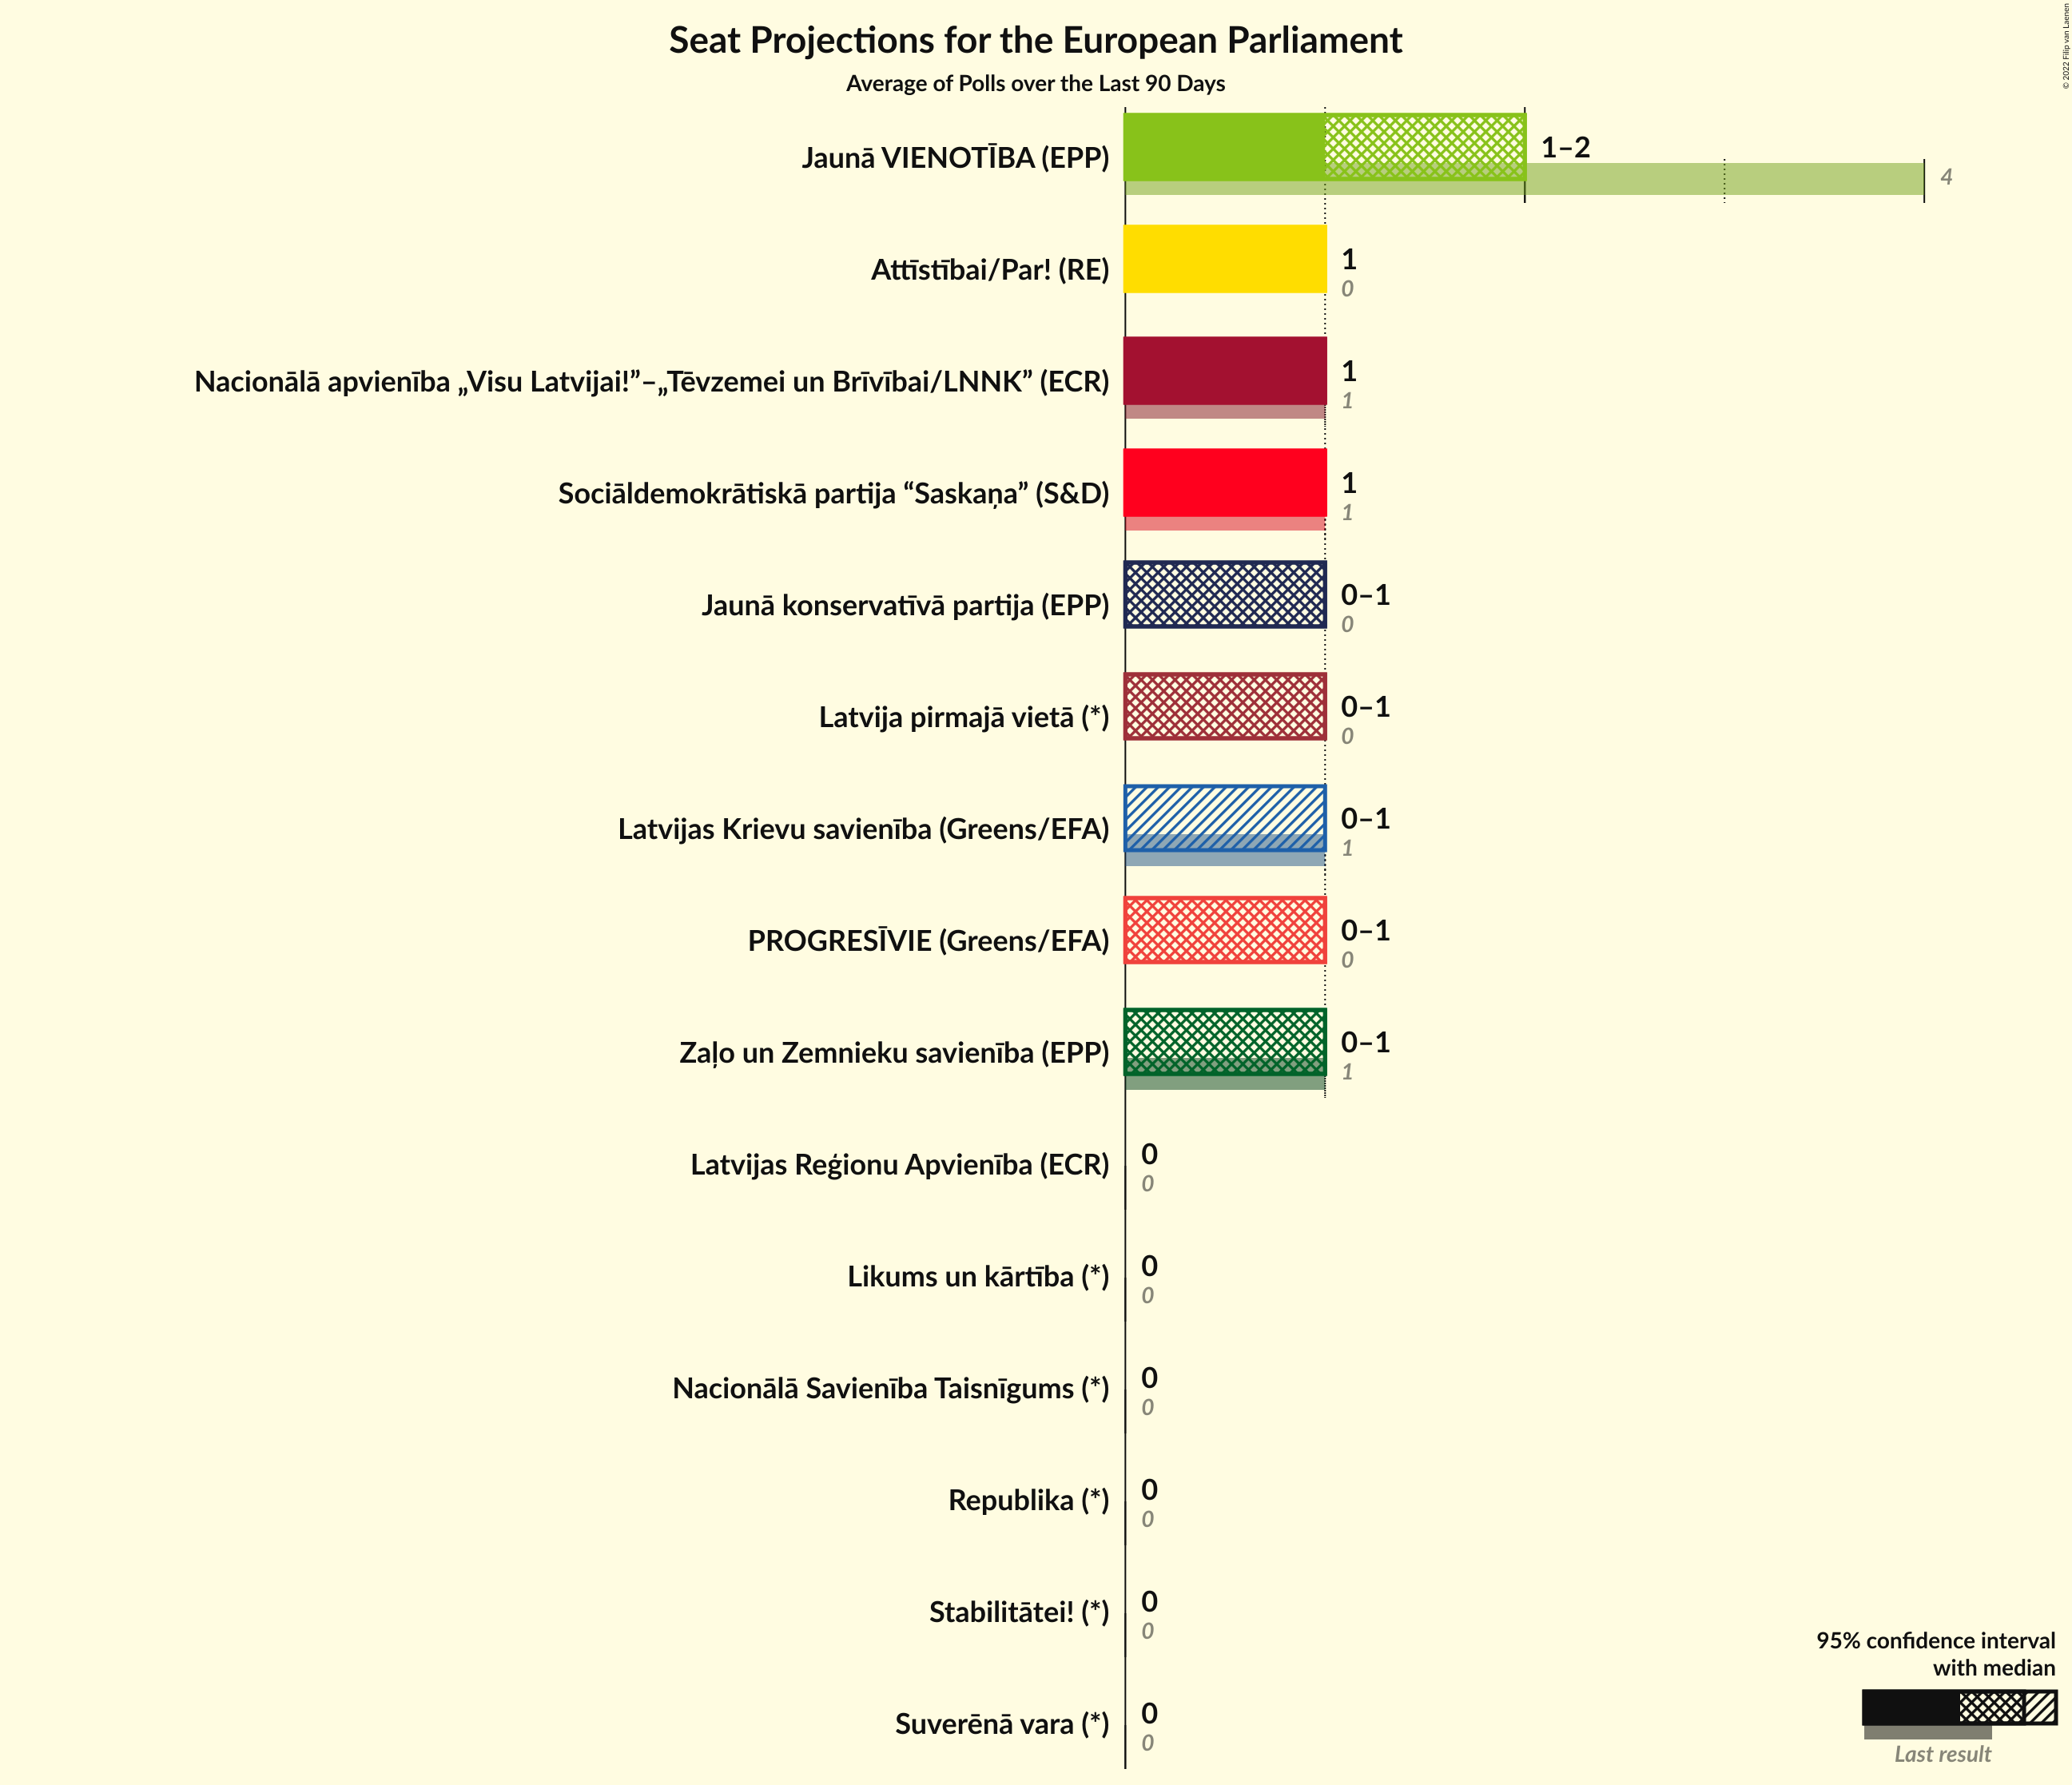 Seat Projections for the European Parliament
Average of Polls over the Last 90 Days
© 2022 Filip van Laenen
Jaunā VIENOTĪBA (EPP)
1–2
4
Attīstībai/Par! (RE)
1
0
Nacionālā apvienība „Visu Latvijai!”–„Tēvzemei un Brīvībai/LNNK” (ECR)
1
1
Sociāldemokrātiskā partija “Saskaņa” (S&D)
1
1
Jaunā konservatīvā partija (EPP)
0–1
0
Latvija pirmajā vietā (*)
0–1
0
Latvijas Krievu savienība (Greens/EFA)
0–1
1
PROGRESĪVIE (Greens/EFA)
0–1
0
Zaļo un Zemnieku savienība (EPP)
0–1
1
Latvijas Reģionu Apvienība (ECR)
0
0
Likums un kārtība (*)
0
0
Nacionālā Savienība Taisnīgums (*)
0
0
Republika (*)
0
0
Stabilitātei! (*)
0
0
Suverēnā vara (*)
0
0
95% confidence interval
with median
Last result